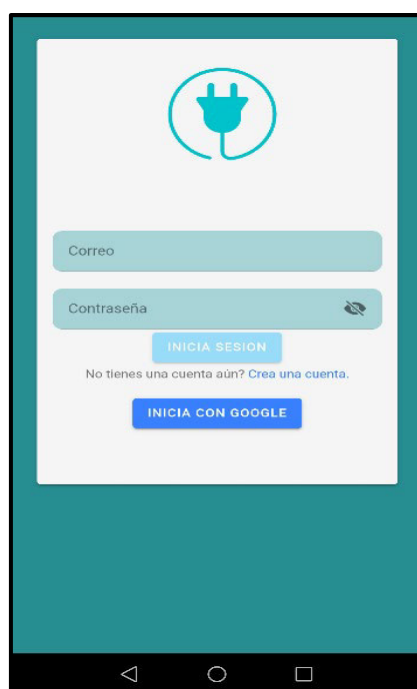 Correo
Contraseña
INICIA SESION
No tienes una cuenta aún? Crea una cuenta.
INICIA CON GOOGLE